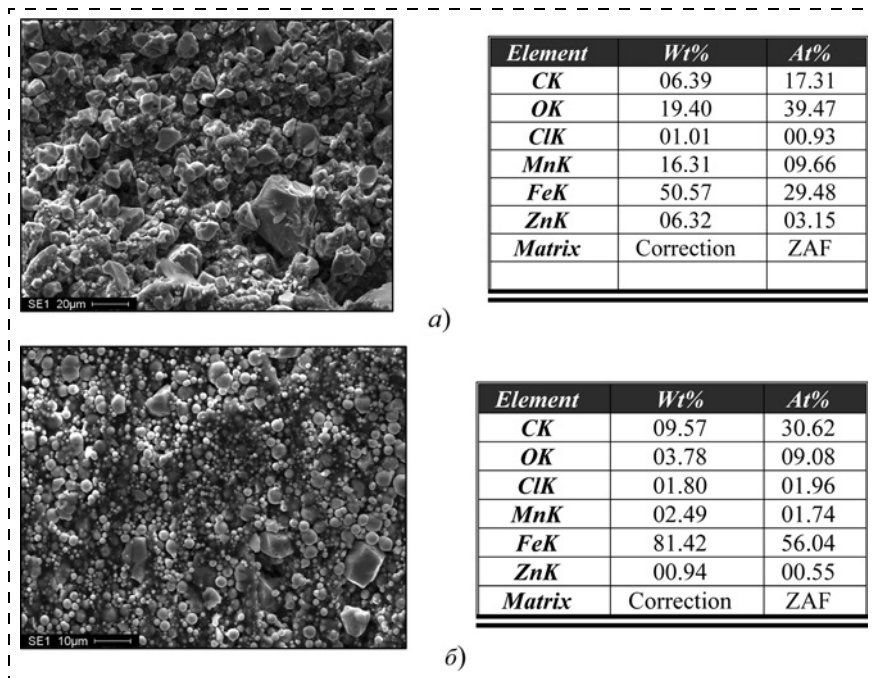 SE1 20µm
Element Wt% At%
CK 06.39 17.31
OK 19.40 39.47
ClK 01.01 00.93
MnK 16.31 09.66
FeK 50.57 29.48
ZnK 06.32 03.15
Matrix Correction ZAF
а)
SE1 10µm
Element Wt% At%
CK 09.57 30.62
OK 03.78 09.08
ClK 01.80 01.96
MnK 02.49 01.74
FeK 81.42 56.04
ZnK 00.94 00.55
Matrix Correction ZAF
б)